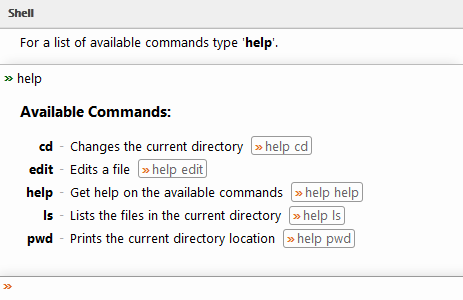 Shell
For a list of available commands type 'help'.
» help
Available Commands:
cd - Changes the current directory » help cd
edit - Edits a file » help edit
help - Get help on the available commands » help help
ls - Lists the files in the current directory » help ls
pwd - Prints the current directory location » help pwd
»